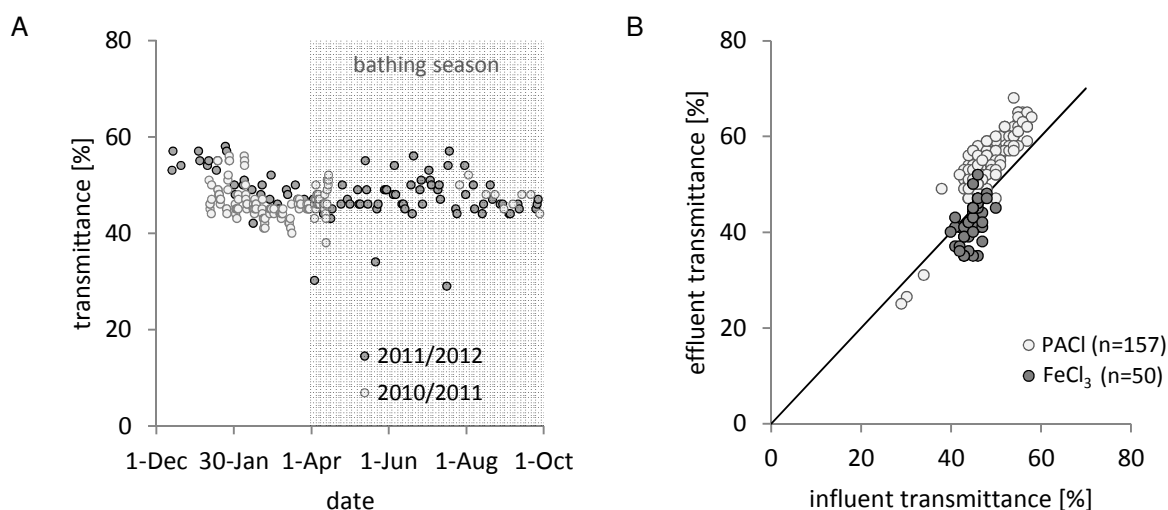 A
80
60
40
20
0
transmittance [%]
bathing season
2011/2012
2010/2011
1-Dec 30-Jan 1-Apr 1-Jun 1-Aug 1-Oct
date
B
80
60
40
20
0
effluent transmittance [%]
PACl (n=157)
FeCl₃ (n=50)
0 20 40 60 80
influent transmittance [%]